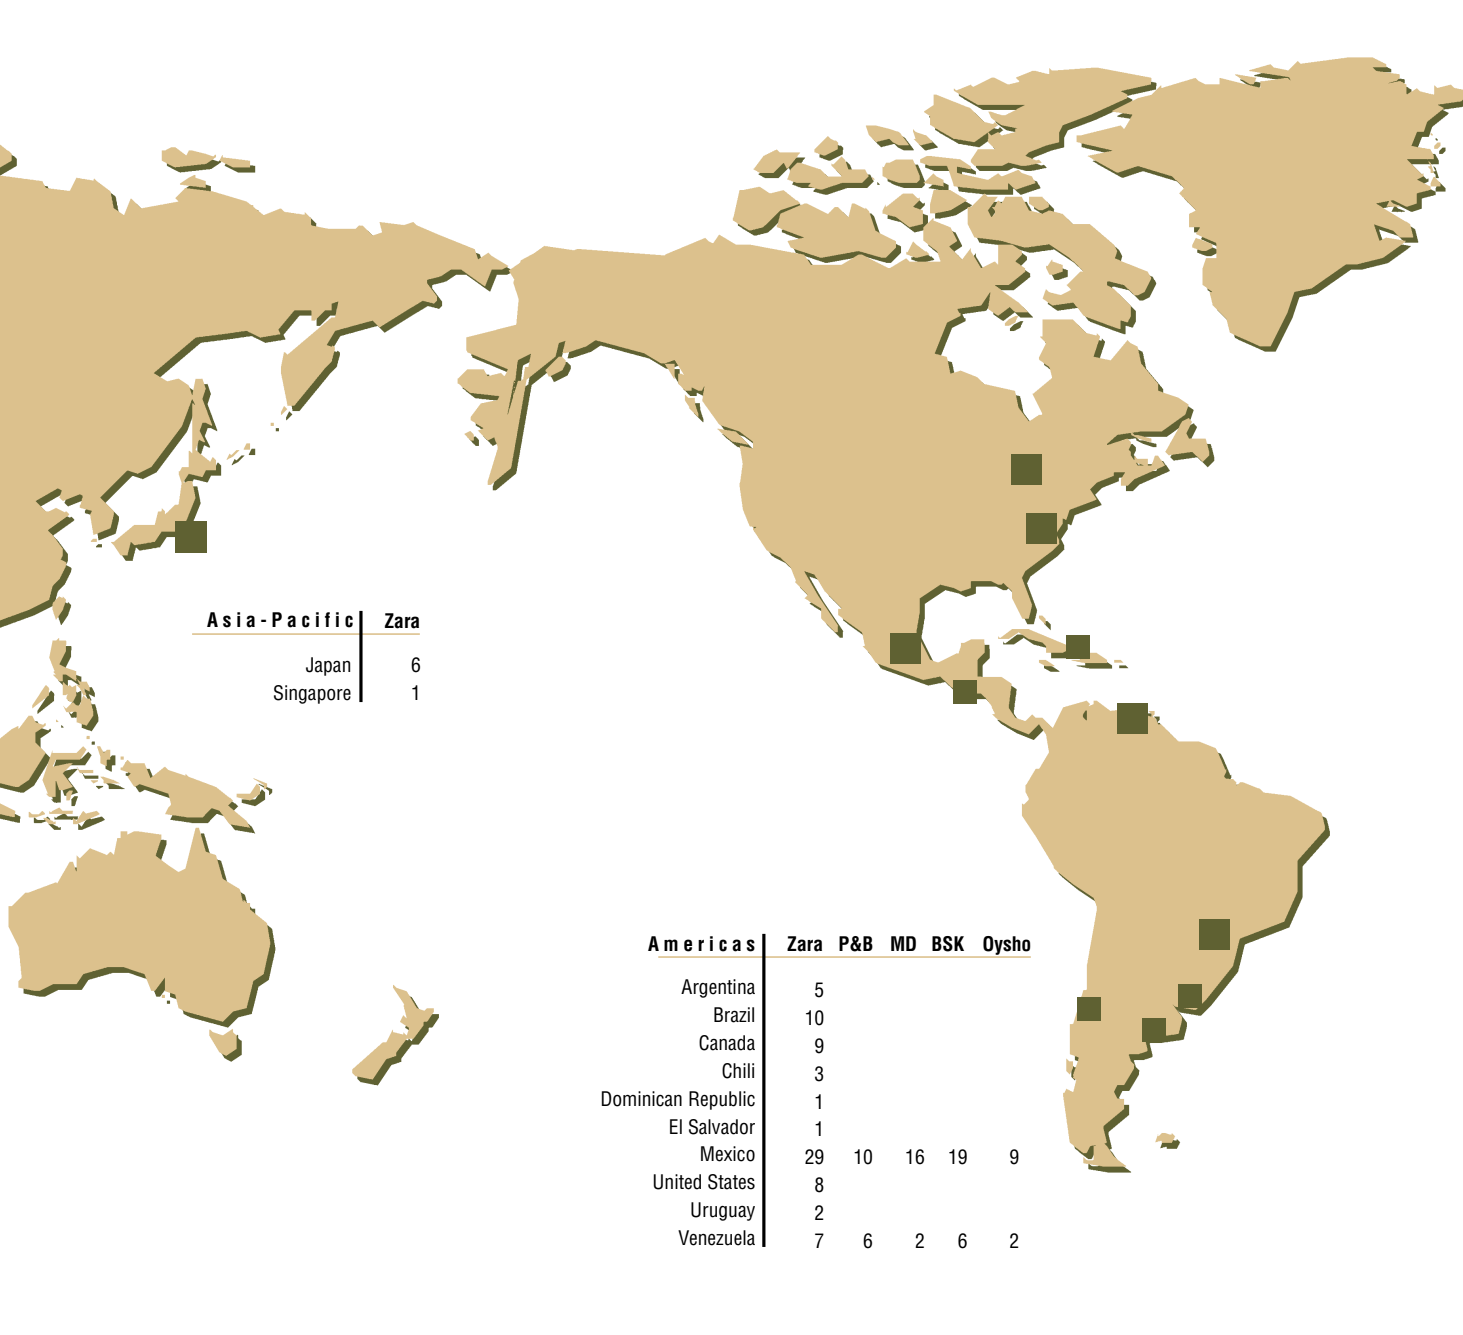 Asia-Pacific Zara
Japan 6
Singapore 1
Americas Zara P&B MD BSK Oysho
Argentina 5
Brazil 10
Canada 9
Chili 3
Dominican Republic 1
El Salvador 1
Mexico 29 10 16 19 9
United States 8
Uruguay 2
Venezuela 7 6 2 6 2